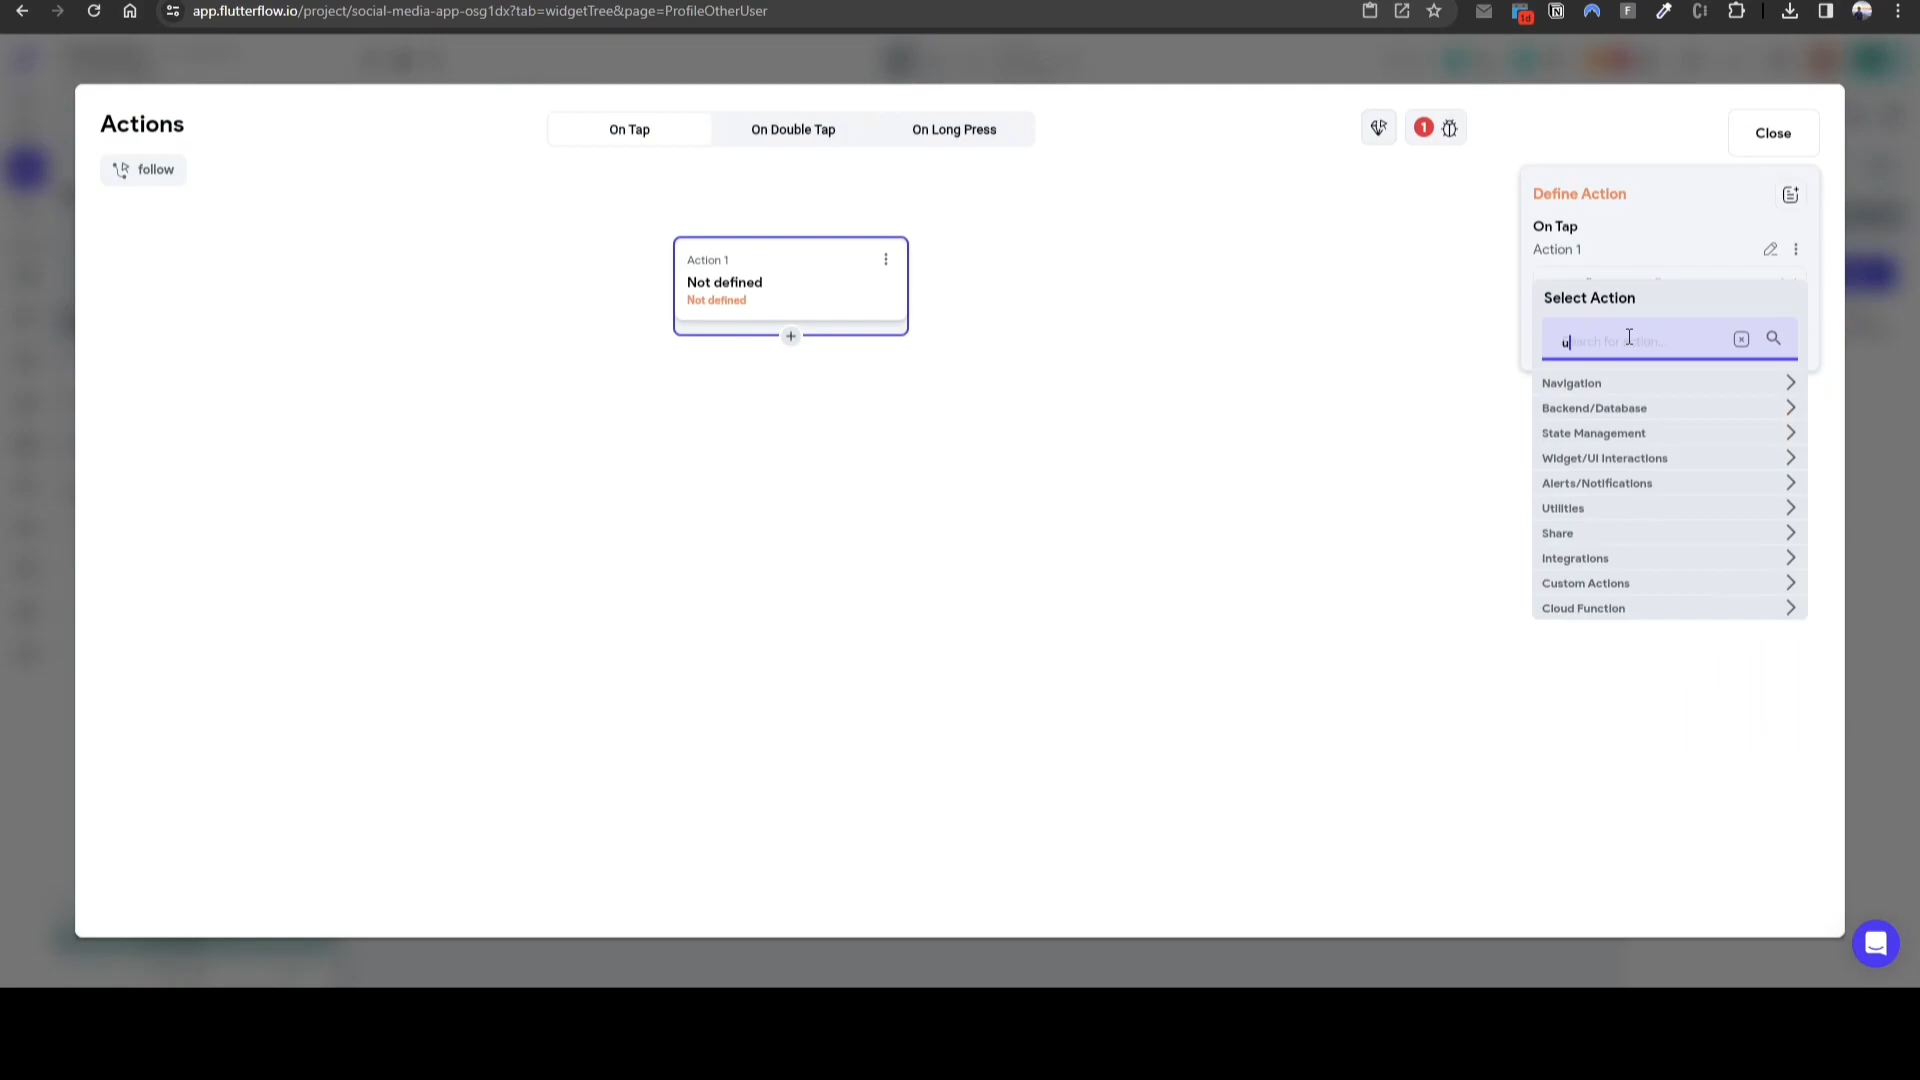 app.flutterflow.io/project/social-media-app-osg1dx?tab=widgetTree&page=ProfileOtherUser
1d
F
Actions
On Tap
On Double Tap
On Long Press
1
Close
follow
Define Action
On Tap
Action 1
Action 1
Not defined
Not defined
Select Action
u
Navigation
Backend/Database
State Management
Widget/UI Interactions
Alerts/Notifications
Utilities
Share
Integrations
Custom Actions
Cloud Function